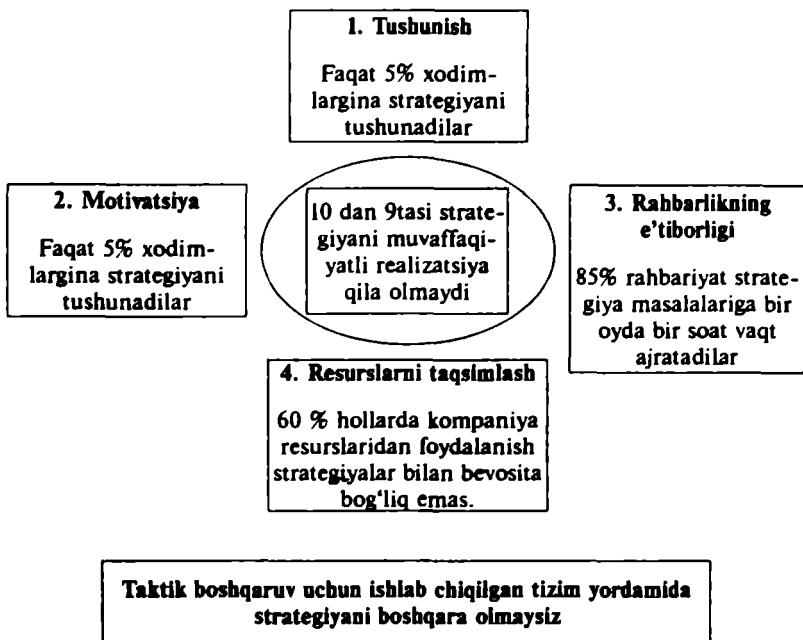 1. Tushunish
Faqat 5% xodim-
largina strategiyani
tushunadilar
2. Motivatsiya
Faqat 5% xodim-
largina strategiyani
tushunadilar
10 dan 9tasi strate-
giyani muvaffaqi-
yatli realizatsiya
qila olmaydi
3. Rahbarlikning
e'tiborligi
85% rahbariyat strate-
giya masalalariga bir
oyda bir soat vaqt
ajratadilar
4. Resurslarni taqsimlash
60 % hollarda kompaniya
resurslaridan foydalanish
strategiyalar bilan bevosita
bog‘liq emas.
Taktik boshqaruv uchun ishlab chiqilgan tizim yordamida
strategiyani boshqara olmaysiz